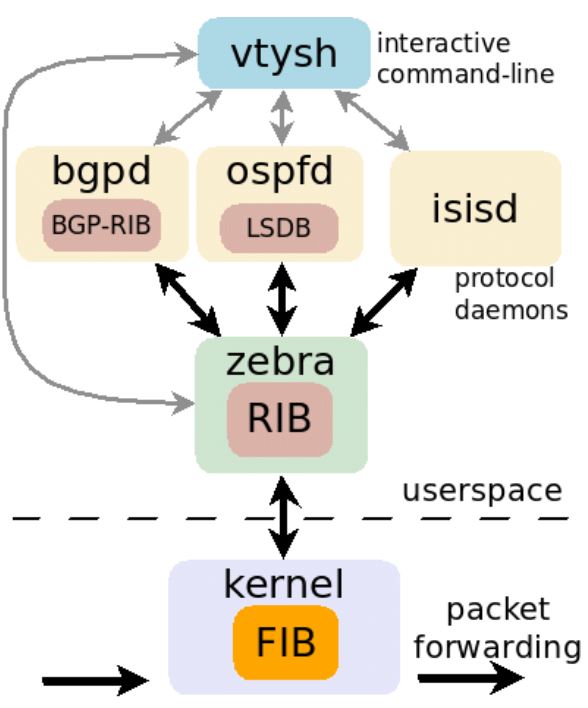 vtysh
interactive
command-line
bgpd
BGP-RIB
ospfd
LSDB
isisd
protocol
daemons
zebra
RIB
userspace
kernel
FIB
packet
forwarding